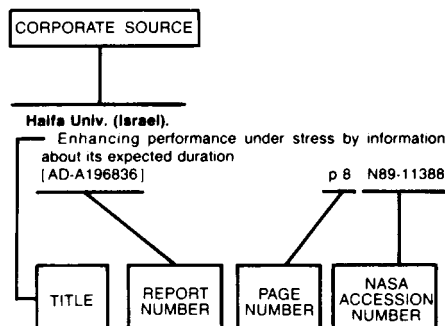 CORPORATE SOURCE
Haifa Univ. (Israel).
Enhancing performance under stress by information
about its expected duration
[AD-A196836] p 8 N89-11388
TITLE
REPORT
NUMBER
PAGE
NUMBER
NASA
ACCESSION
NUMBER